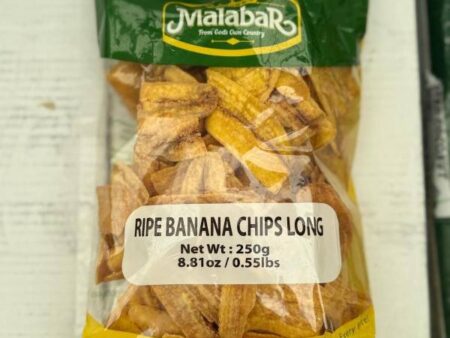 Malabar
From Gods Own Country
RIPE BANANA CHIPS LONG
Net Wt : 250g
8.81oz / 0.55lbs